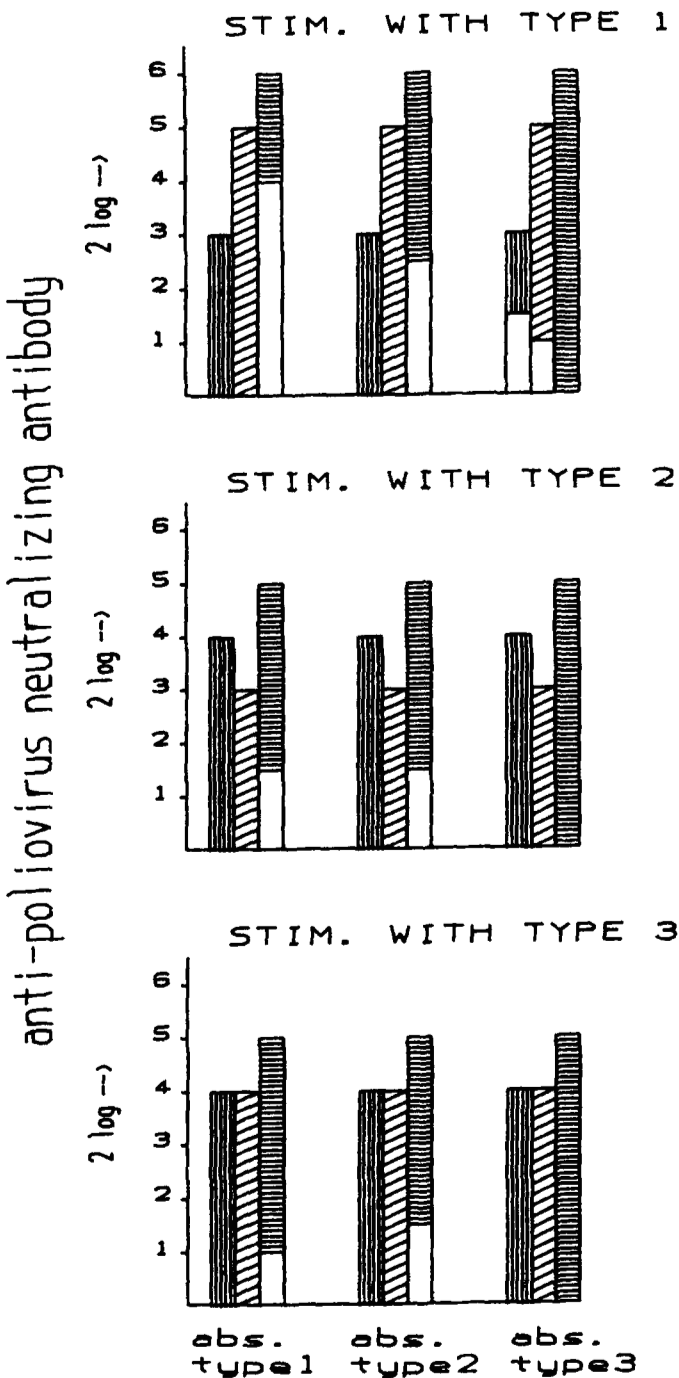 STIM. WITH TYPE 1
6
5
4
3
2
1
2 log -->
STIM. WITH TYPE 2
6
5
4
3
2
1
2 log -->
anti-poliovirus neutralizing antibody
STIM. WITH TYPE 3
6
5
4
3
2
1
2 log -->
abs. abs. abs.
type1 type2 type3